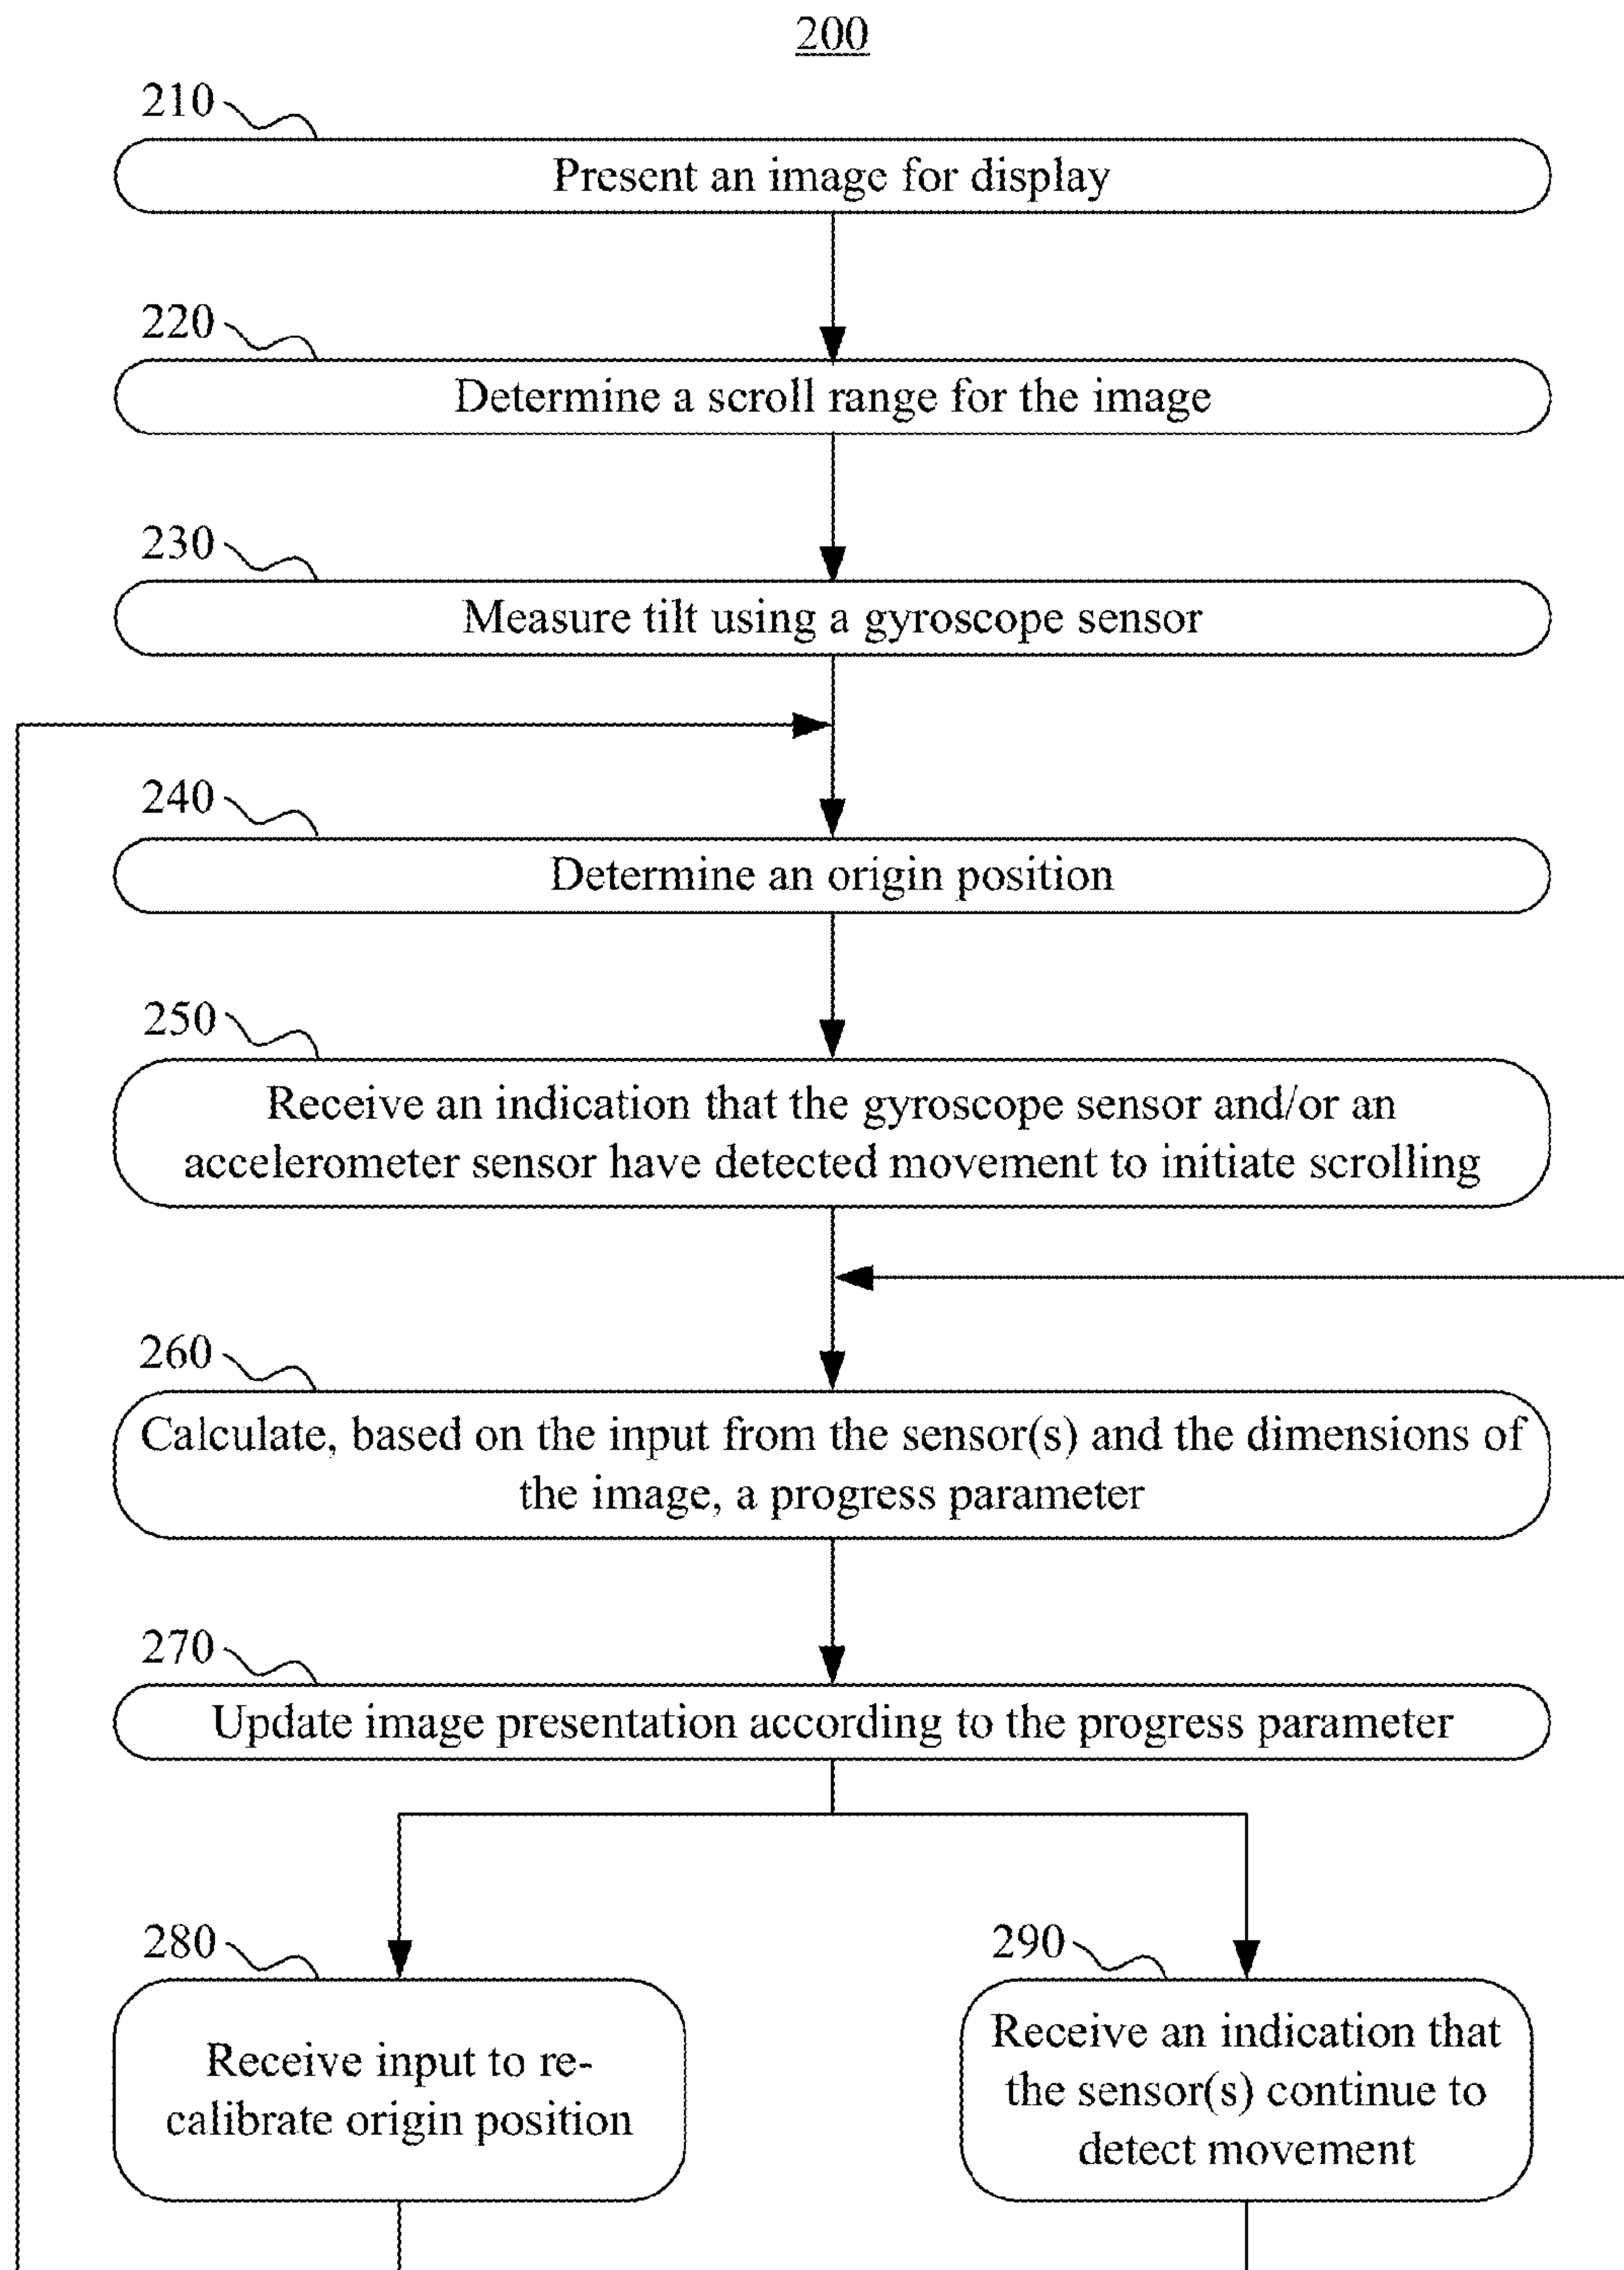 200
210
Present an image for display
220
Determine a scroll range for the image
230
Measure tilt using a gyroscope sensor
240
Determine an origin position
250
Receive an indication that the gyroscope sensor and/or an
accelerometer sensor have detected movement to initiate scrolling
260
Calculate, based on the input from the sensor(s) and the dimensions of
the image, a progress parameter
270
Update image presentation according to the progress parameter
280
Receive input to re-
calibrate origin position
290
Receive an indication that
the sensor(s) continue to
detect movement